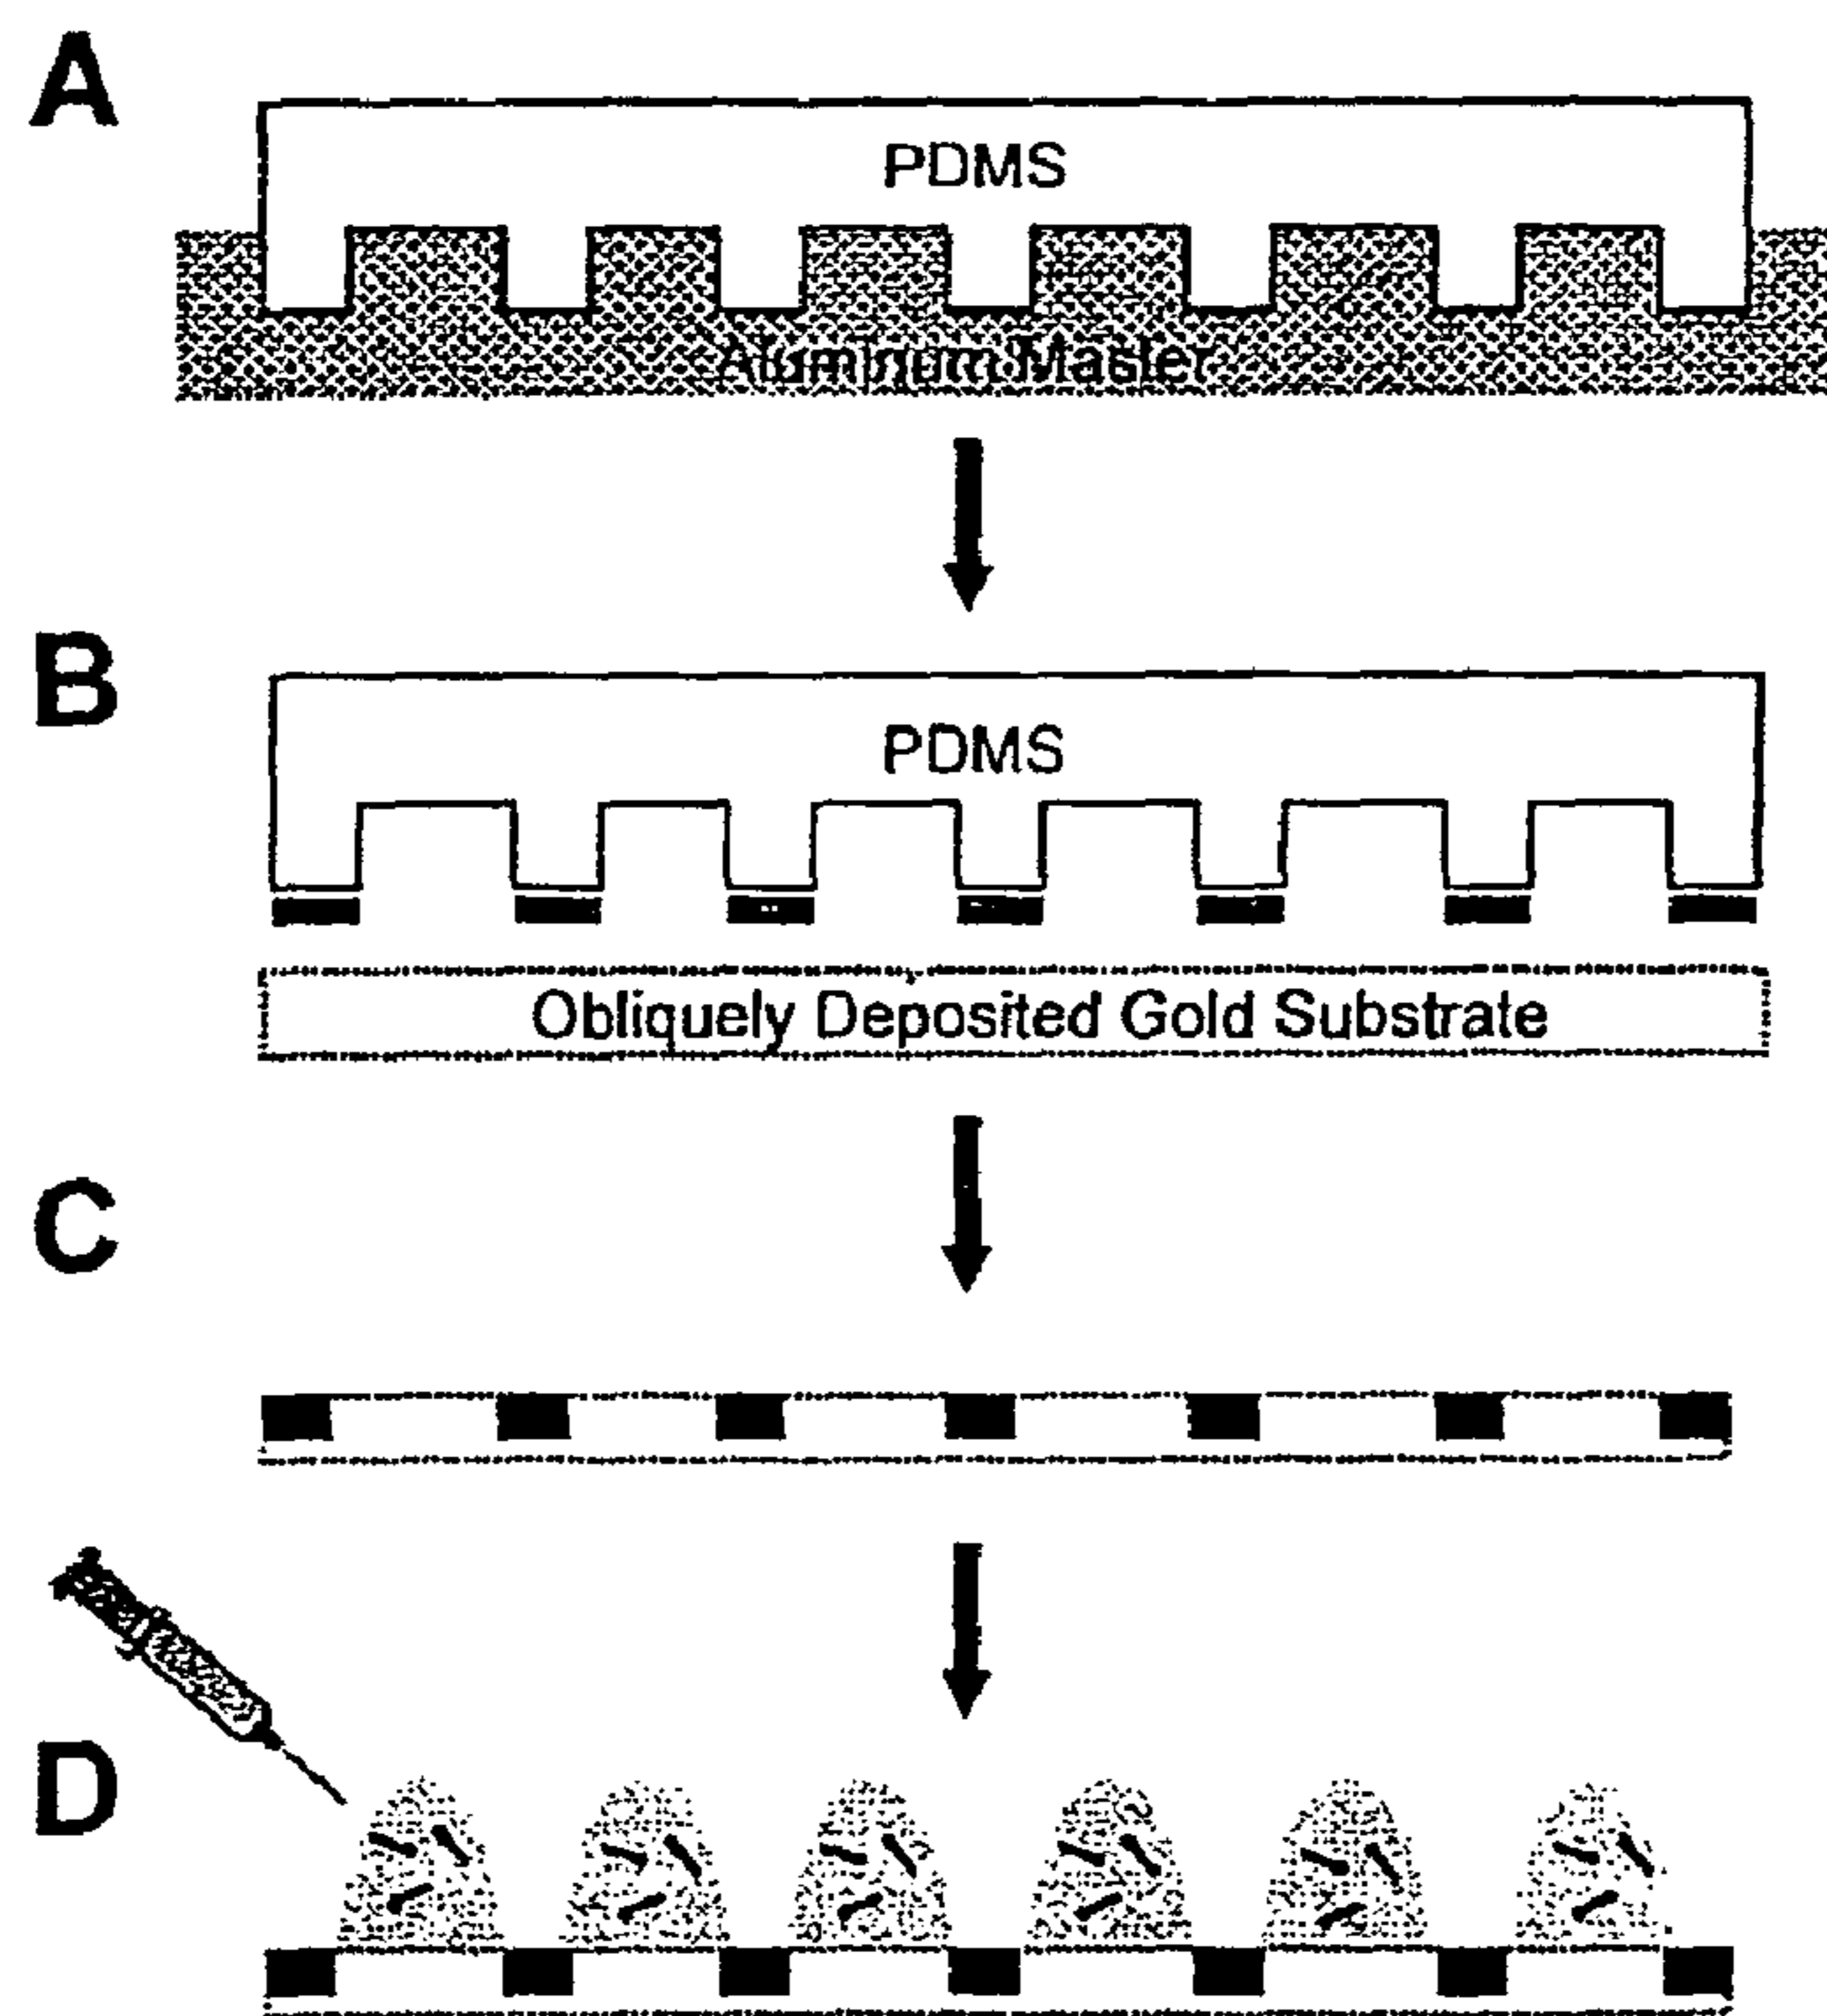 A
PDMS
Aluminum Master
B
PDMS
Obliquely Deposited Gold Substrate
C
D